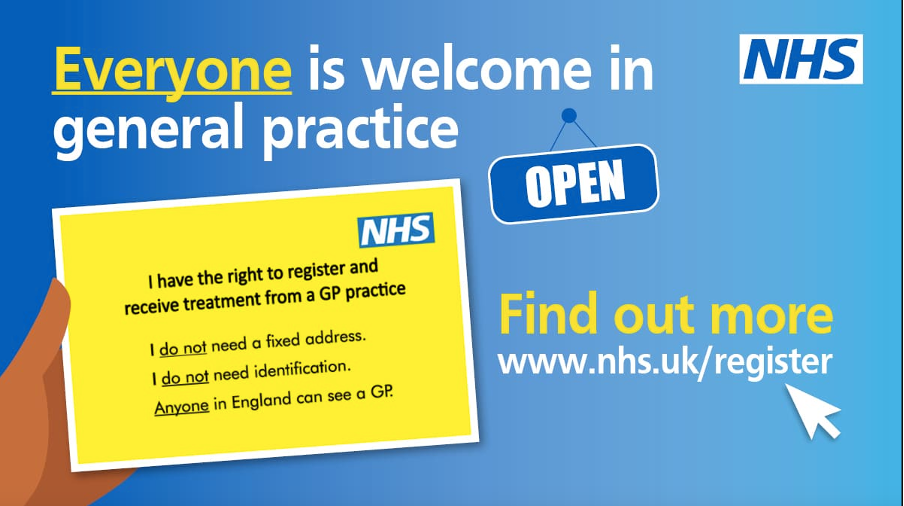 Everyone is welcome in
general practice
NHS
OPEN
NHS
I have the right to register and
receive treatment from a GP practice
I do not need a fixed address.
I do not need identification.
Anyone in England can see a GP.
Find out more
www.nhs.uk/register